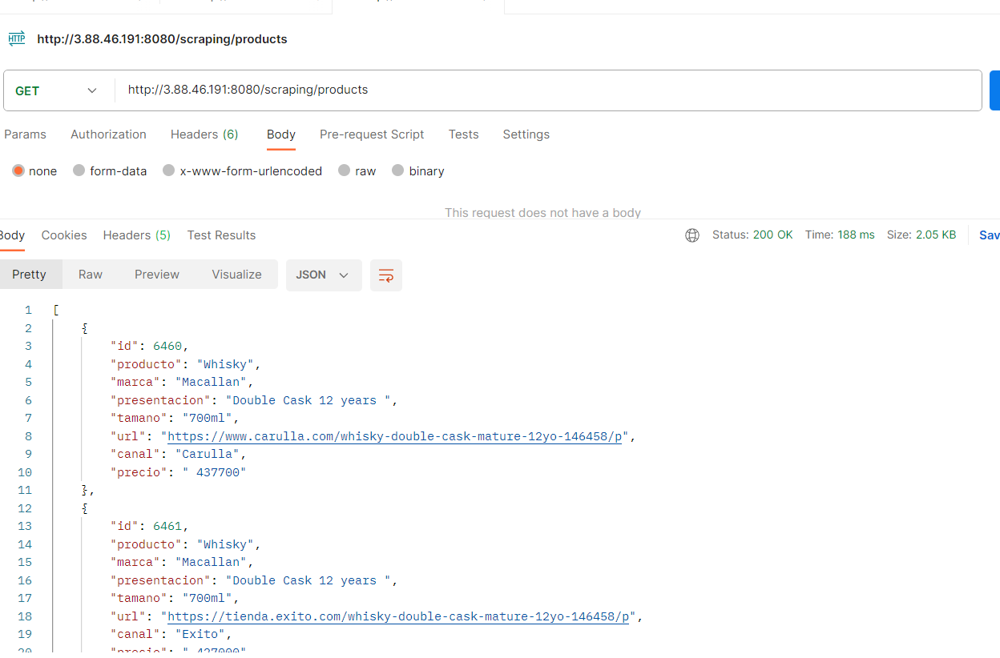 HTTP http://3.88.46.191:8080/scraping/products
GET http://3.88.46.191:8080/scraping/products
Params Authorization Headers (6) Body Pre-request Script Tests Settings
none form-data x-www-form-urlencoded raw binary
This request does not have a body
Body Cookies Headers (5) Test Results Status: 200 OK Time: 188 ms Size: 2.05 KB Sav
Pretty Raw Preview Visualize JSON
1 [
2 {
3 "id": 6460,
4 "producto": "Whisky",
5 "marca": "Macallan",
6 "presentacion": "Double Cask 12 years ",
7 "tamano": "700ml",
8 "url": "https://www.carulla.com/whisky-double-cask-mature-12yo-146458/p",
9 "canal": "Carulla",
10 "precio": " 437700"
11 },
12 {
13 "id": 6461,
14 "producto": "Whisky",
15 "marca": "Macallan",
16 "presentacion": "Double Cask 12 years ",
17 "tamano": "700ml",
18 "url": "https://tienda.exito.com/whisky-double-cask-mature-12yo-146458/p",
19 "canal": "Exito",
20 "precio": " 437000"